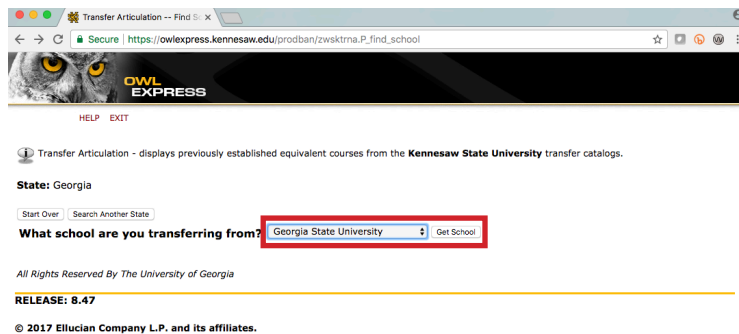 Transfer Articulation -- Find S
Secure | https://owlexpress.kennesaw.edu/prodban/zwsktrna.P_find_school
OWL
EXPRESS
HELP EXIT
Transfer Articulation - displays previously established equivalent courses from the Kennesaw State University transfer catalogs.
State: Georgia
Start Over Search Another State
What school are you transferring from? Georgia State University Get School
All Rights Reserved By The University of Georgia
RELEASE: 8.47
© 2017 Ellucian Company L.P. and its affiliates.